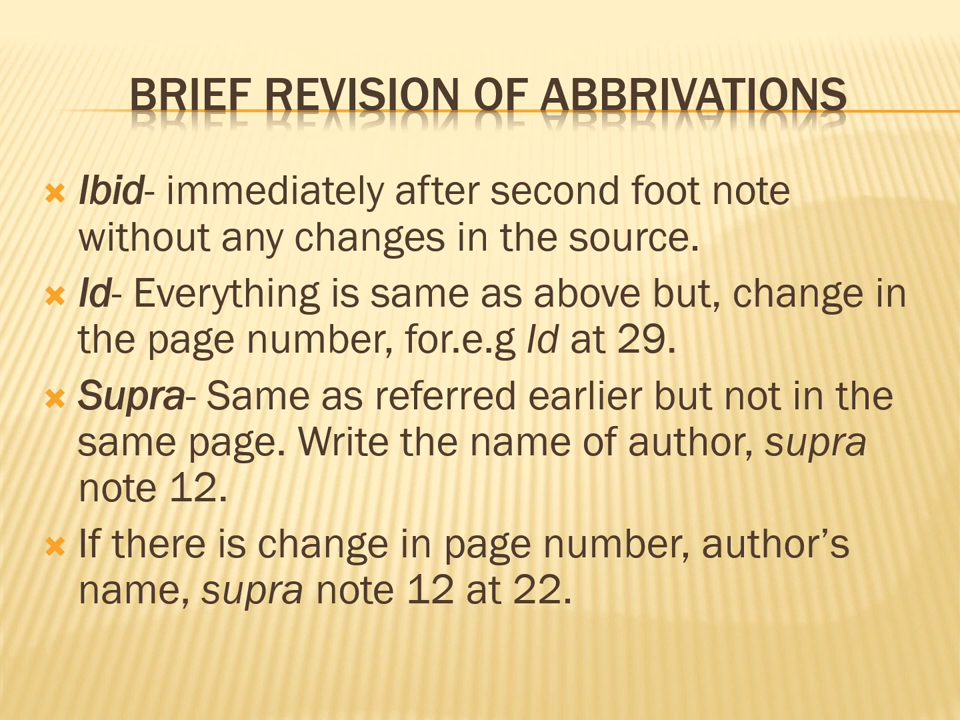 BRIEF REVISION OF ABBRIVATIONS
Ibid- immediately after second foot note
without any changes in the source.
Id- Everything is same as above but, change in
the page number, for.e.g Id at 29.
Supra- Same as referred earlier but not in the
same page. Write the name of author, supra
note 12.
If there is change in page number, author’s
name, supra note 12 at 22.